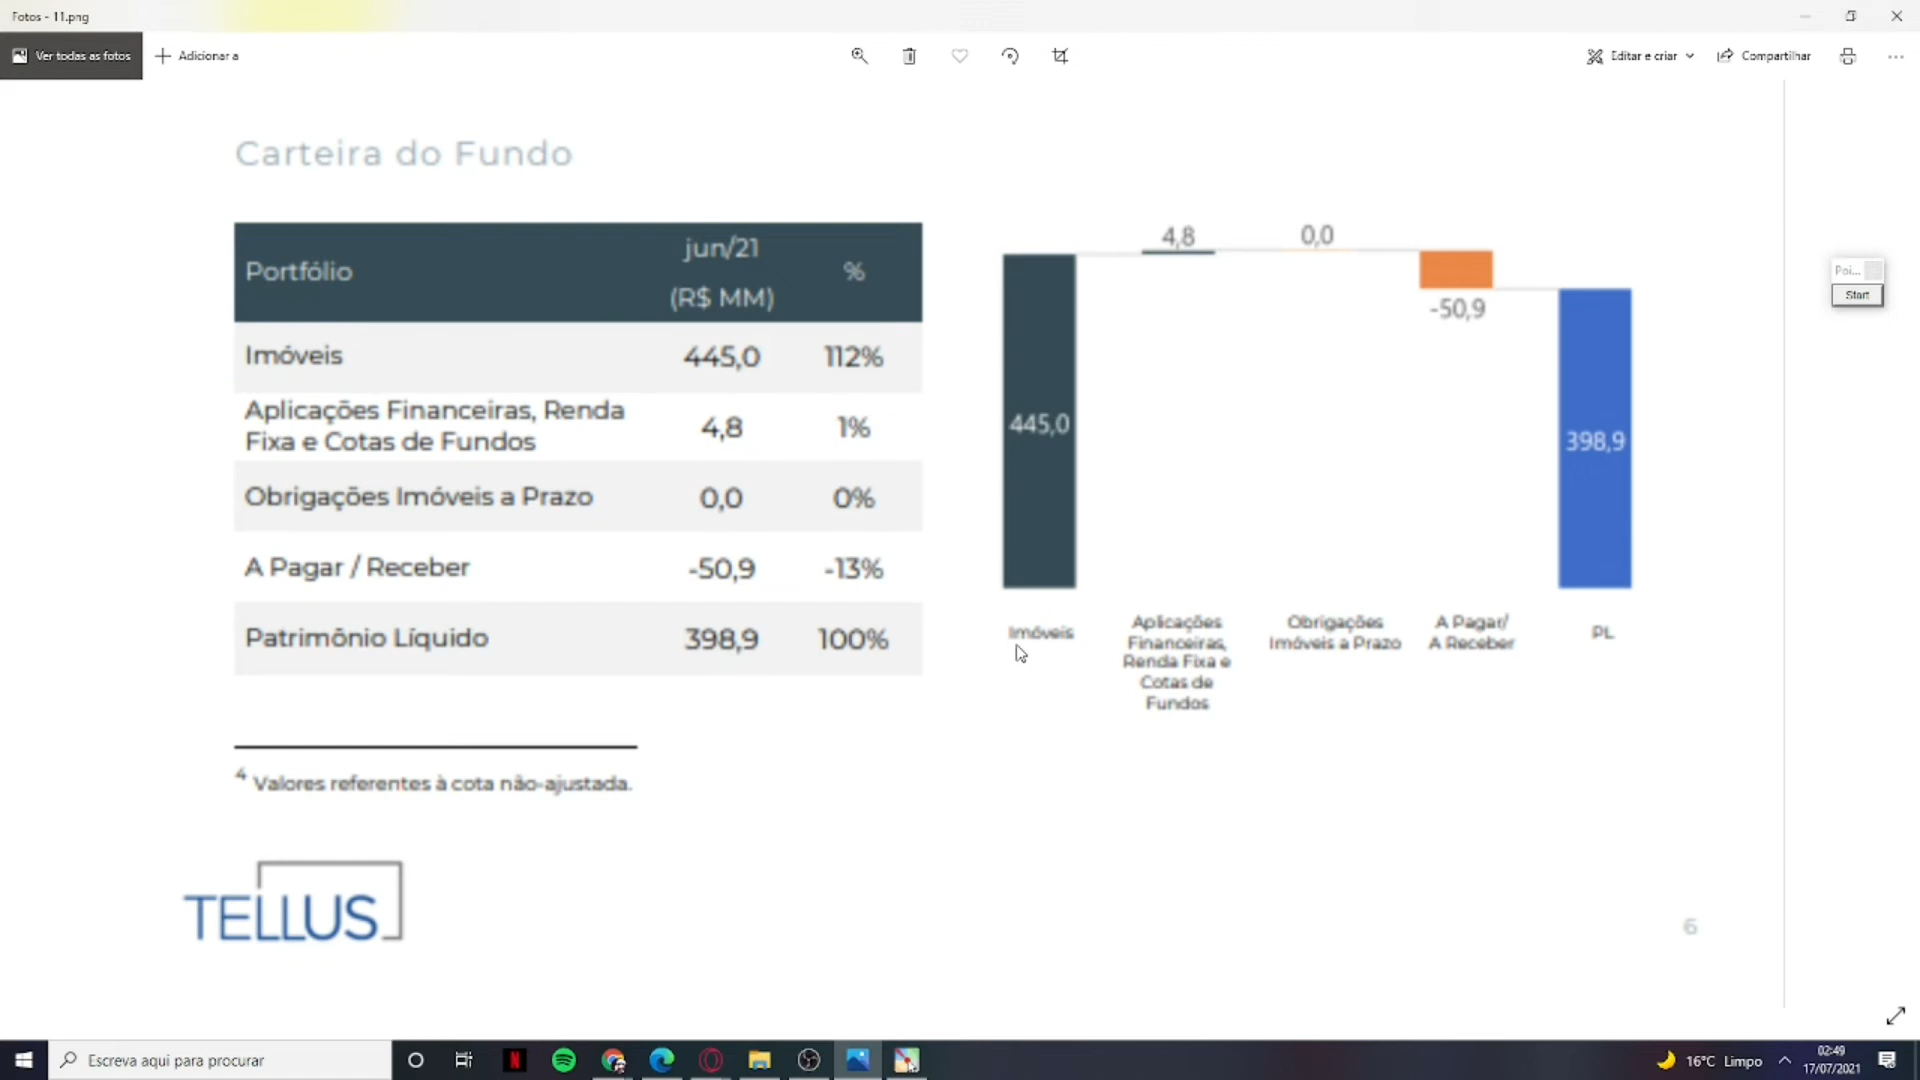 Fotos - 11.png
Ver todas as fotos
Adicionar a
Editar e criar
Compartilhar
Carteira do Fundo
Portfólio
jun/21
(R$ MM)
%
Imóveis 445,0 112%
Aplicações Financeiras, Renda
Fixa e Cotas de Fundos
4,8 1%
Obrigações Imóveis a Prazo 0,0 0%
A Pagar / Receber -50,9 -13%
Patrimônio Líquido 398,9 100%
4 Valores referentes à cota não-ajustada.
4,8
0,0
-50,9
445,0
398,9
Imóveis
Aplicações
Financeiras,
Renda Fixa e
Cotas de
Fundos
Obrigações
Imóveis a Prazo
A Pagar/
A Receber
PL
Poi...
Start
TELLUS
6
Escreva aqui para procurar
16°C Limpo
02:49
17/07/2021